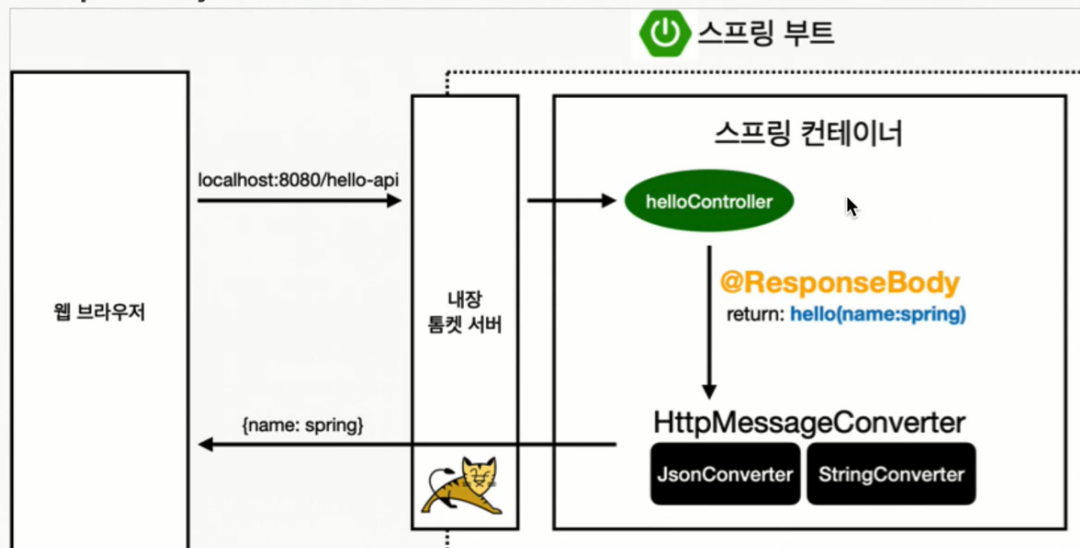 스프링 부트
스프링 컨테이너
localhost:8080/hello-api
helloController
@ResponseBody
return: hello(name:spring)
웹 브라우저
내장
톰켓 서버
{name: spring}
HttpMessageConverter
JsonConverter
StringConverter